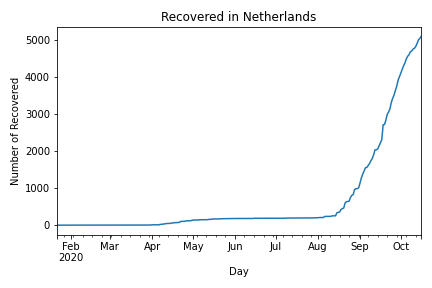 Recovered in Netherlands
Number of Recovered
5000
4000
3000
2000
1000
0
Feb Mar Apr May Jun Jul Aug Sep Oct
2020
Day